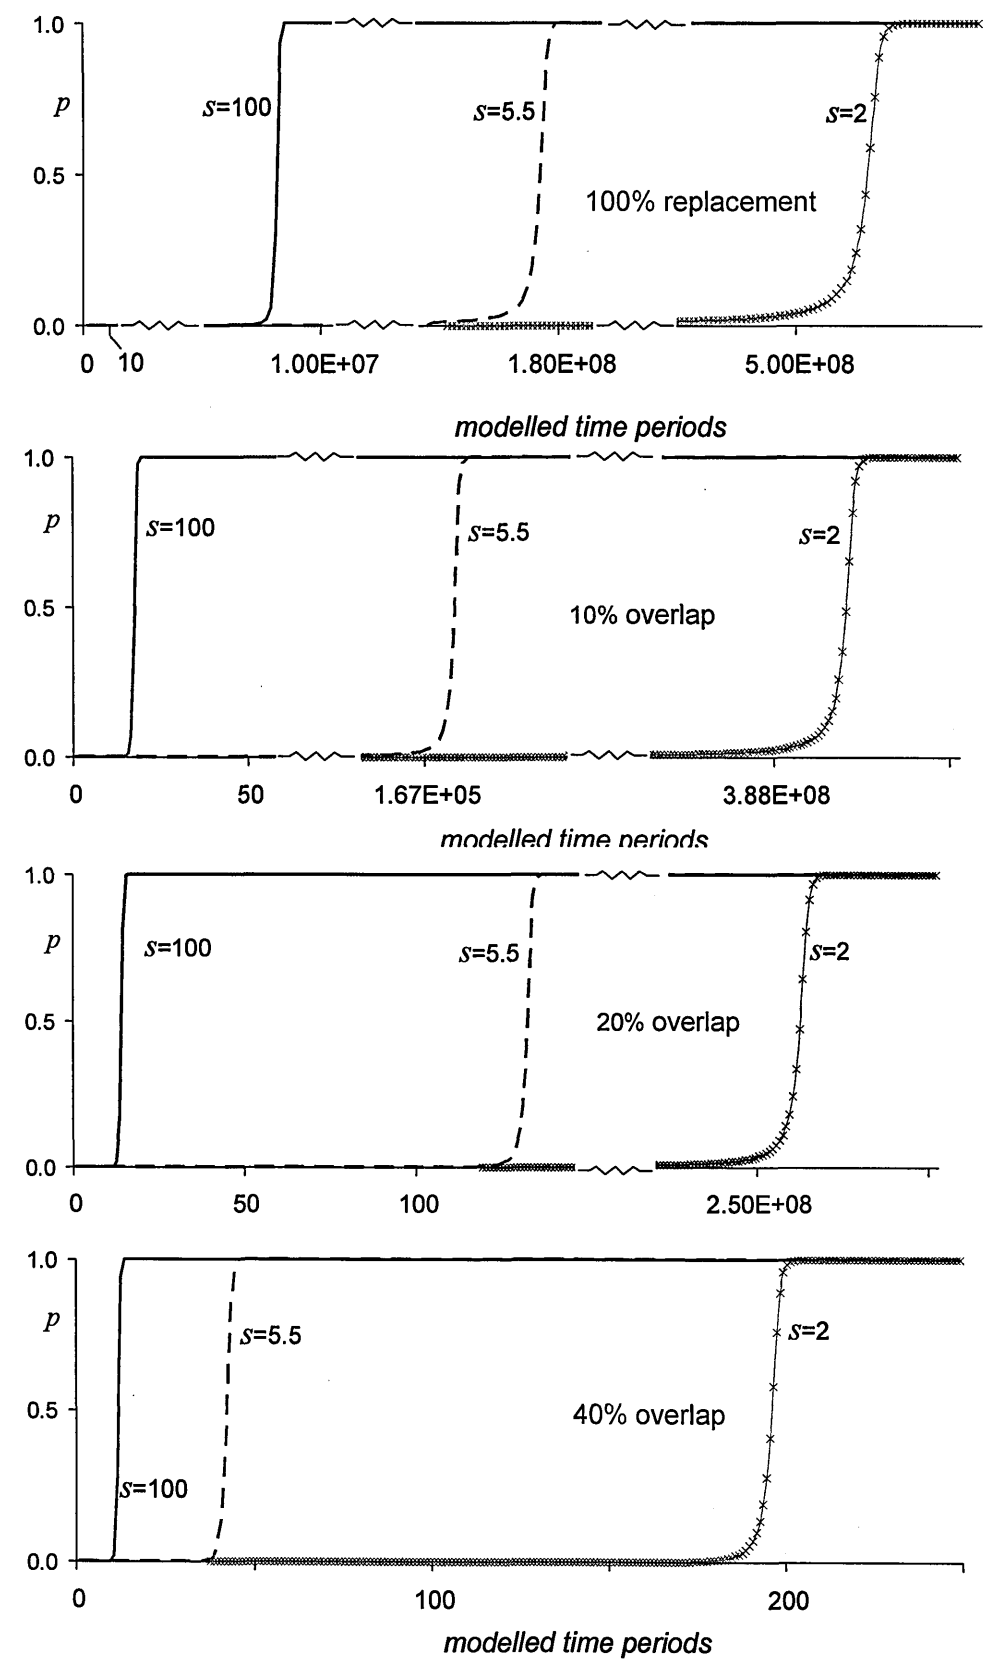 1.0
p
s=100
s=5.5
s=2
0.5
100% replacement
0.0
0 10 1.00E+07 1.80E+08 5.00E+08
modelled time periods
1.0
p
s=100
s=5.5
s=2
0.5
10% overlap
0.0
0 50 1.67E+05 3.88E+08
modelled time periods
1.0
p
s=100
s=5.5
s=2
0.5
20% overlap
0.0
0 50 100 2.50E+08
1.0
p
s=5.5
s=2
0.5
40% overlap
s=100
0.0
0 100 200
modelled time periods